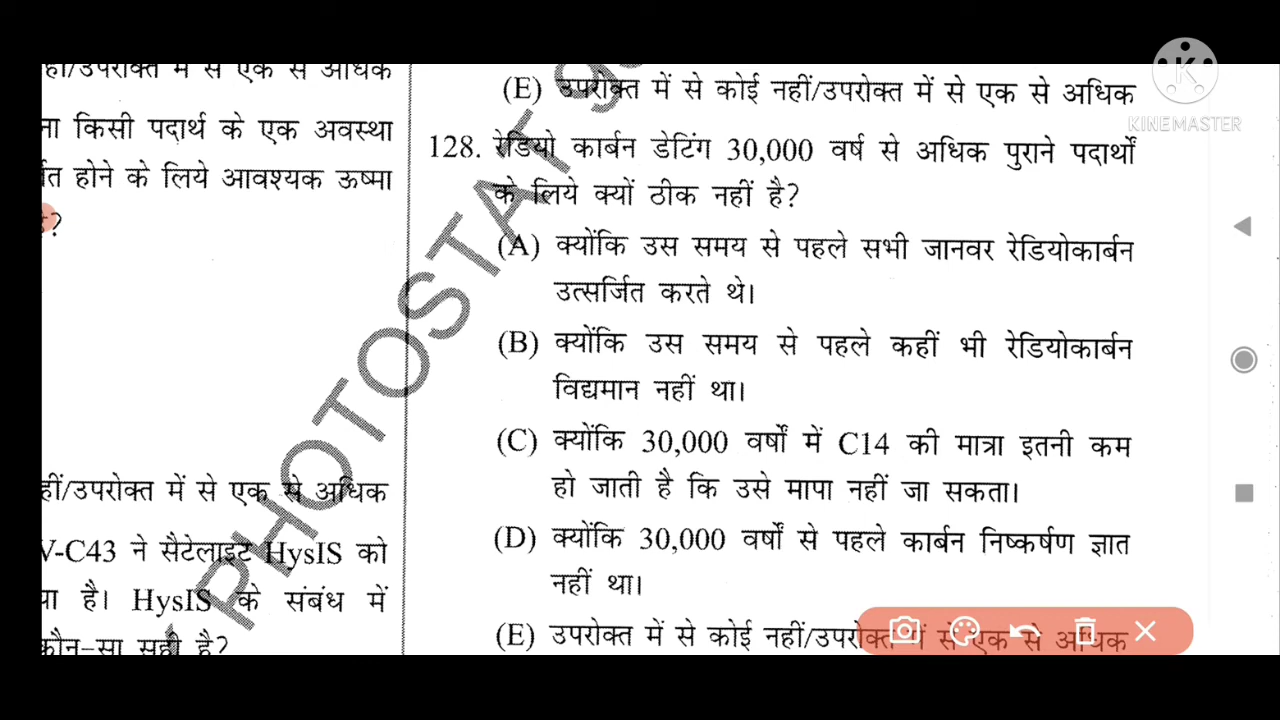 हीं/उपरोक्त में से एक से अधिक
ना किसी पदार्थ के एक अवस्था
होने के लिये आवश्यक ऊष्मा
हीं/उपरोक्त में से एक से अधिक
V-C43 ने सैटेलाइट HysIS को
या है। HysIS के संबंध में
कौन-सा सही है?
(E) उपरोक्त में से कोई नहीं/उपरोक्त में से एक से अधिक
128. रेडियो कार्बन डेटिंग 30,000 वर्ष से अधिक पुराने पदार्थों
के लिये क्यों ठीक नहीं है?
(A) क्योंकि उस समय से पहले सभी जानवर रेडियोकार्बन
उत्सर्जित करते थे।
(B) क्योंकि उस समय से पहले कहीं भी रेडियोकार्बन
विद्यमान नहीं था।
(C) क्योंकि 30,000 वर्षों में C14 की मात्रा इतनी कम
हो जाती है कि उसे मापा नहीं जा सकता।
(D) क्योंकि 30,000 वर्षों से पहले कार्बन निष्कर्षण ज्ञात
नहीं था।
(E) उपरोक्त में से कोई नहीं/उपरोक्त में से एक से अधिक
PHOTOSTAT
KINEMASTER